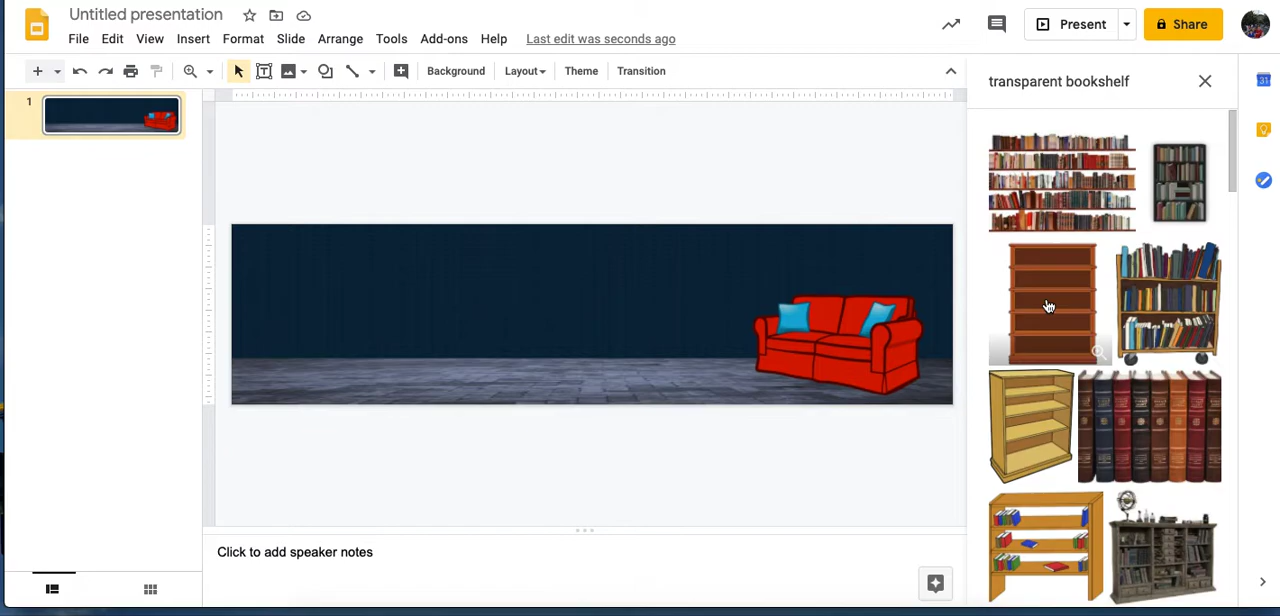 Untitled presentation
File Edit View Insert Format Slide Arrange Tools Add-ons Help Last edit was seconds ago
Present
Share
Background Layout Theme Transition
transparent bookshelf
1
31
Click to add speaker notes